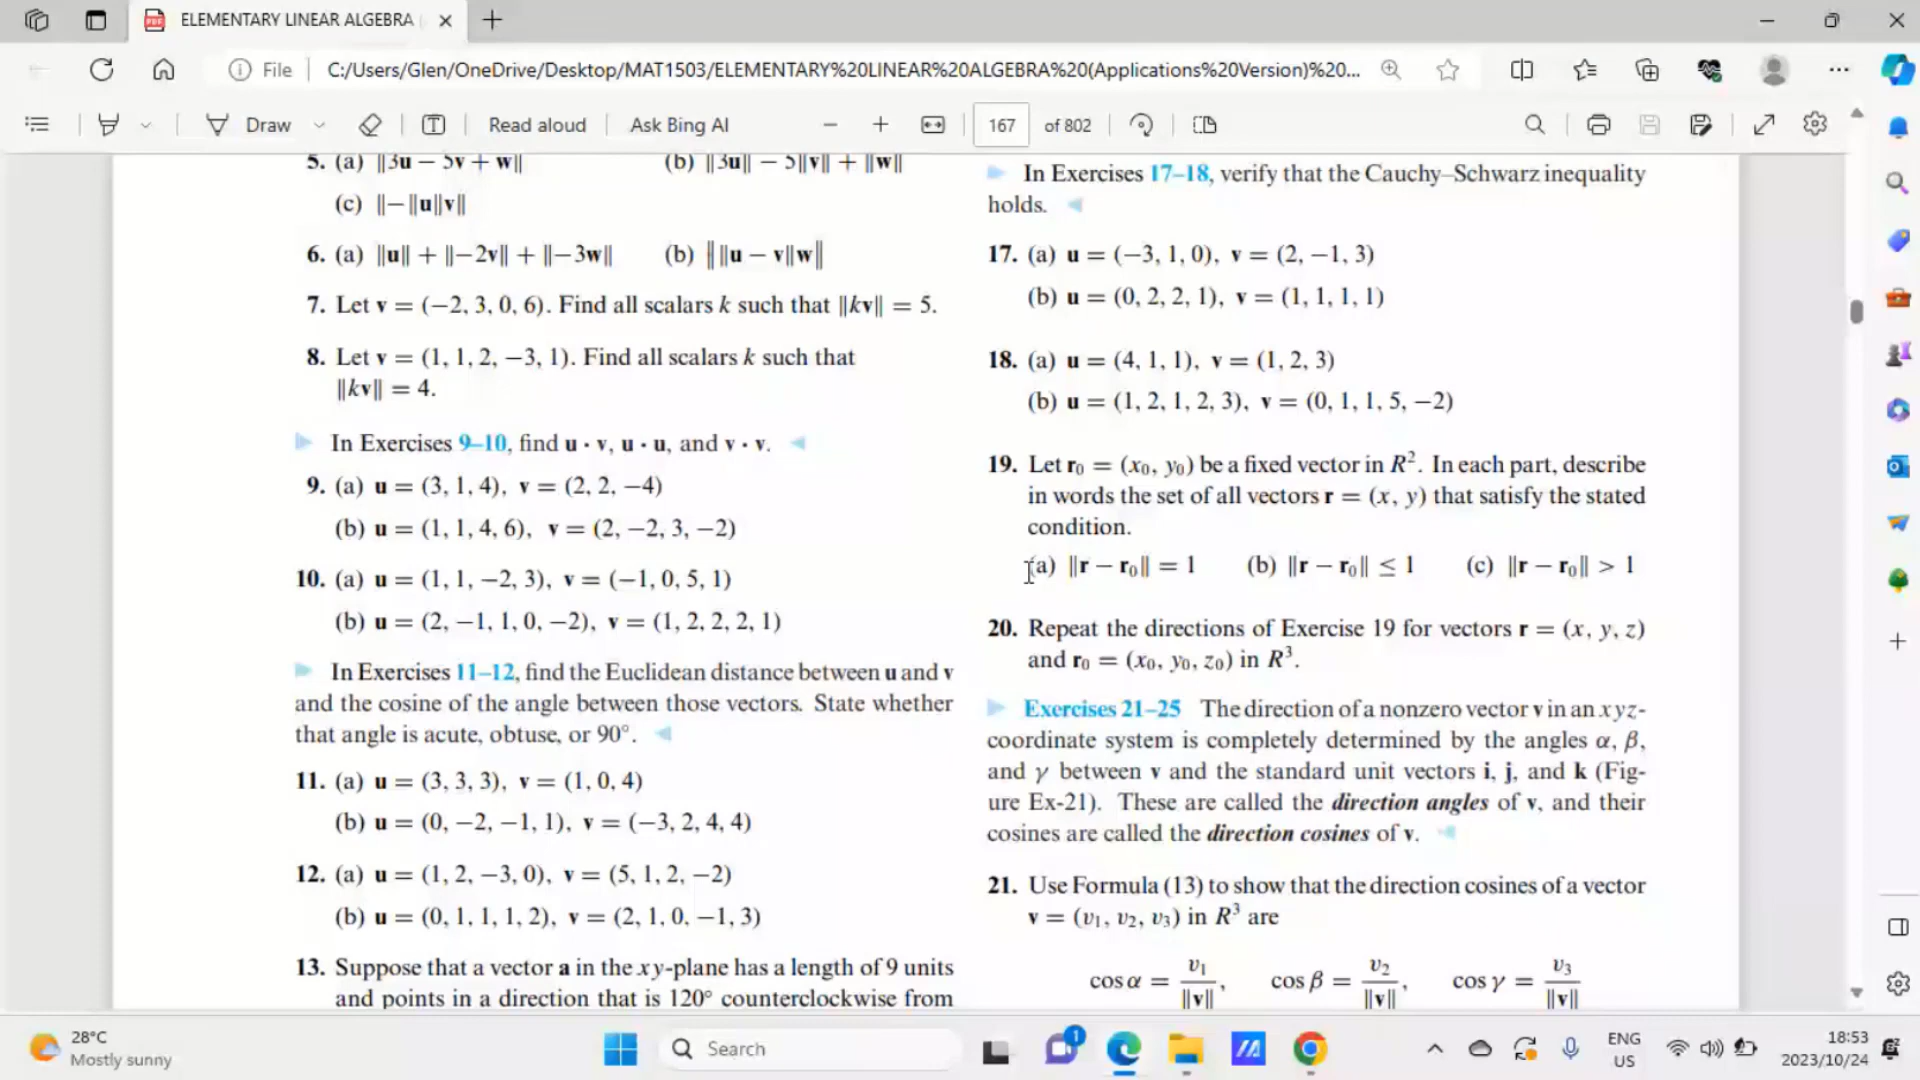 ELEMENTARY LINEAR ALGEBRA
File C:/Users/Glen/OneDrive/Desktop/MAT1503/ELEMENTARY%20LINEAR%20ALGEBRA%20(Applications%20Version)%20...
Draw Read aloud Ask Bing AI 167 of 802
5. (a) ‖3u − 5v + w‖ (b) ‖3u‖ − 5‖v‖ + ‖w‖
(c) ‖−‖u‖v‖
6. (a) ‖u‖ + ‖−2v‖ + ‖−3w‖ (b) ‖‖u − v‖w‖
7. Let v = (−2, 3, 0, 6). Find all scalars k such that ‖kv‖ = 5.
8. Let v = (1, 1, 2, −3, 1). Find all scalars k such that
‖kv‖ = 4.
In Exercises 9–10, find u · v, u · u, and v · v.
9. (a) u = (3, 1, 4), v = (2, 2, −4)
(b) u = (1, 1, 4, 6), v = (2, −2, 3, −2)
10. (a) u = (1, 1, −2, 3), v = (−1, 0, 5, 1)
(b) u = (2, −1, 1, 0, −2), v = (1, 2, 2, 2, 1)
In Exercises 11–12, find the Euclidean distance between u and v
and the cosine of the angle between those vectors. State whether
that angle is acute, obtuse, or 90°.
11. (a) u = (3, 3, 3), v = (1, 0, 4)
(b) u = (0, −2, −1, 1), v = (−3, 2, 4, 4)
12. (a) u = (1, 2, −3, 0), v = (5, 1, 2, −2)
(b) u = (0, 1, 1, 1, 2), v = (2, 1, 0, −1, 3)
13. Suppose that a vector a in the xy-plane has a length of 9 units
and points in a direction that is 120° counterclockwise from
In Exercises 17–18, verify that the Cauchy–Schwarz inequality
holds.
17. (a) u = (−3, 1, 0), v = (2, −1, 3)
(b) u = (0, 2, 2, 1), v = (1, 1, 1, 1)
18. (a) u = (4, 1, 1), v = (1, 2, 3)
(b) u = (1, 2, 1, 2, 3), v = (0, 1, 1, 5, −2)
19. Let r₀ = (x₀, y₀) be a fixed vector in R². In each part, describe
in words the set of all vectors r = (x, y) that satisfy the stated
condition.
(a) ‖r − r₀‖ = 1 (b) ‖r − r₀‖ ≤ 1 (c) ‖r − r₀‖ > 1
20. Repeat the directions of Exercise 19 for vectors r = (x, y, z)
and r₀ = (x₀, y₀, z₀) in R³.
Exercises 21–25 The direction of a nonzero vector v in an xyz-
coordinate system is completely determined by the angles α, β,
and γ between v and the standard unit vectors i, j, and k (Fig-
ure Ex-21). These are called the direction angles of v, and their
cosines are called the direction cosines of v.
21. Use Formula (13) to show that the direction cosines of a vector
v = (v₁, v₂, v₃) in R³ are
cos α = v₁/‖v‖, cos β = v₂/‖v‖, cos γ = v₃/‖v‖
28°C
Mostly sunny
Search
1
ENG
US
18:53
2023/10/24